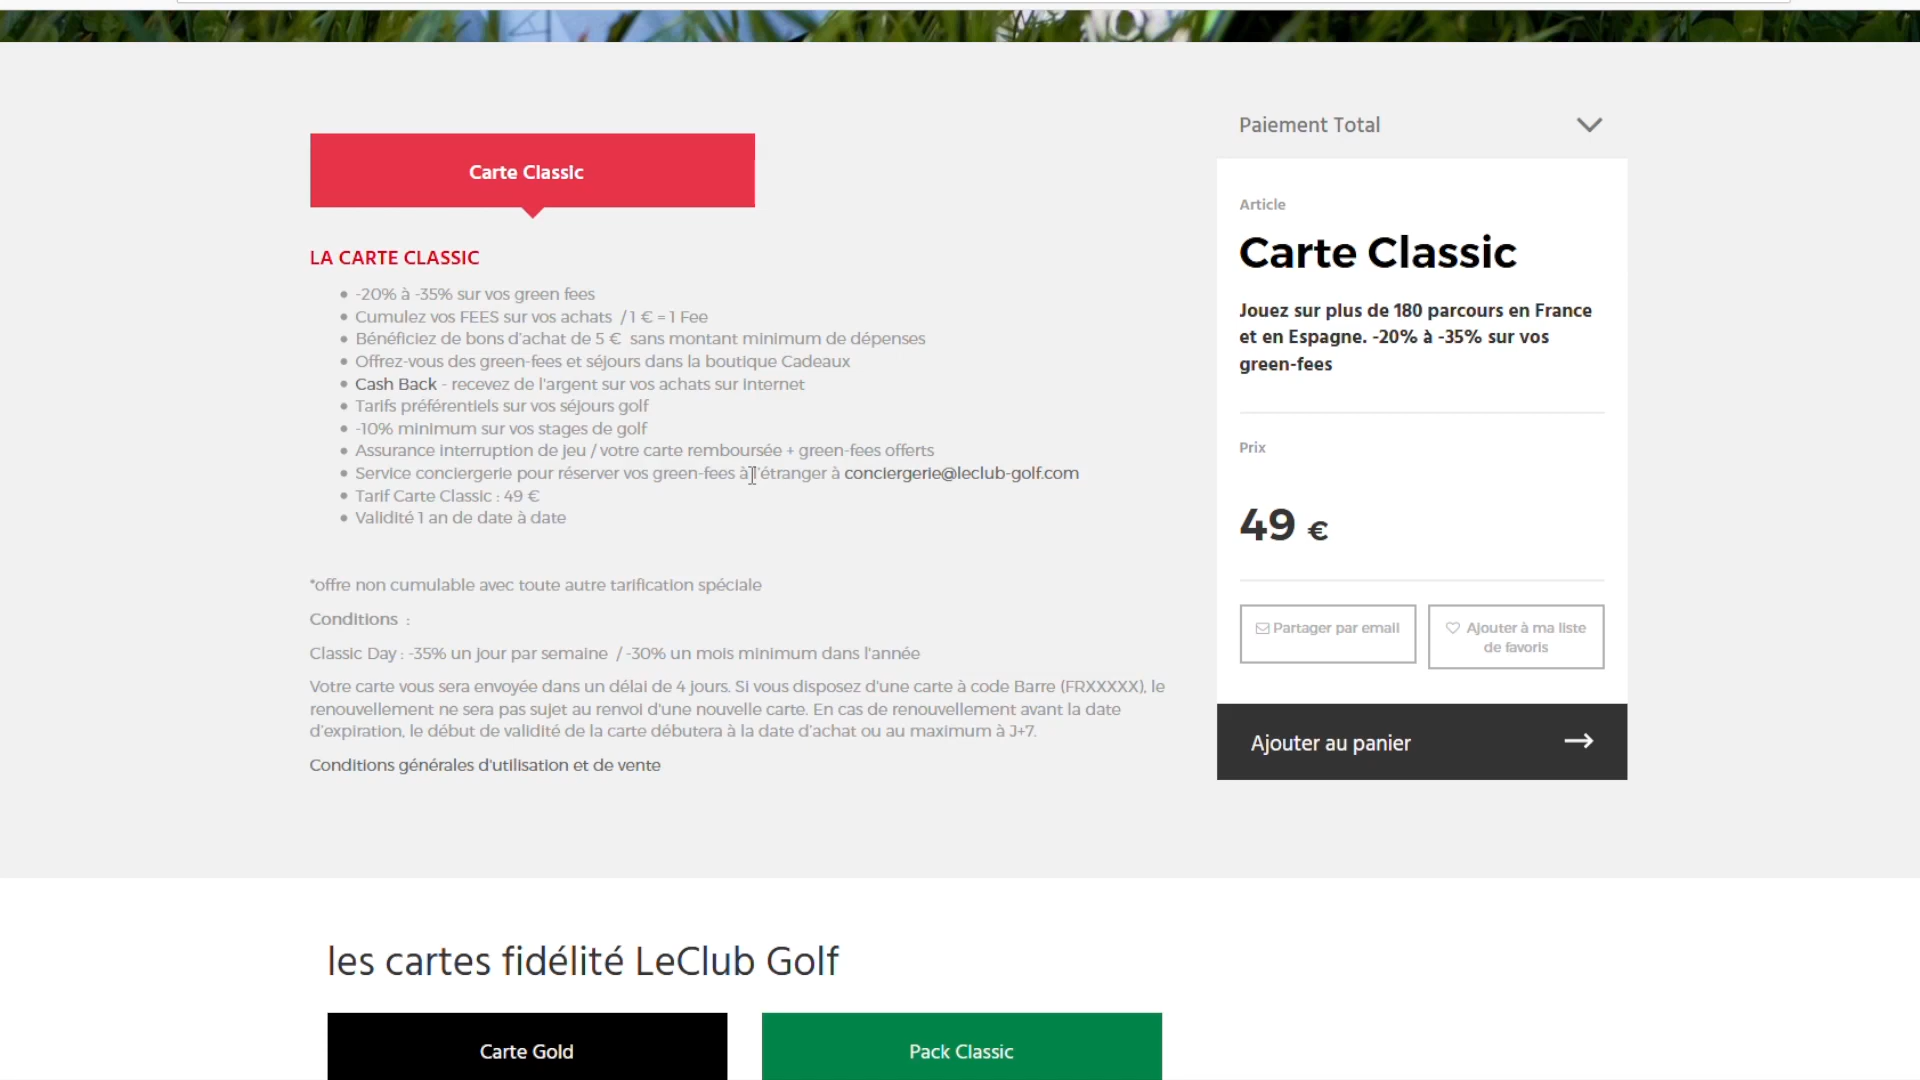 Carte Classic
LA CARTE CLASSIC
-20% à -35% sur vos green fees
Cumulez vos FEES sur vos achats / 1 € = 1 Fee
Bénéficiez de bons d'achat de 5 € sans montant minimum de dépenses
Offrez-vous des green-fees et séjours dans la boutique Cadeaux
Cash Back - recevez de l'argent sur vos achats sur internet
Tarifs préférentiels sur vos séjours golf
-10% minimum sur vos stages de golf
Assurance interruption de jeu / votre carte remboursée + green-fees offerts
Service conciergerie pour réserver vos green-fees à l'étranger à conciergerie@leclub-golf.com
Tarif Carte Classic : 49 €
Validité 1 an de date à date
*offre non cumulable avec toute autre tarification spéciale
Conditions :
Classic Day : -35% un jour par semaine / -30% un mois minimum dans l'année
Votre carte vous sera envoyée dans un délai de 4 jours. Si vous disposez d'une carte à code Barre (FRXXXXX), le
renouvellement ne sera pas sujet au renvoi d'une nouvelle carte. En cas de renouvellement avant la date
d'expiration, le début de validité de la carte débutera à la date d'achat ou au maximum à J+7.
Conditions générales d'utilisation et de vente
Paiement Total
Article
Carte Classic
Jouez sur plus de 180 parcours en France
et en Espagne. -20% à -35% sur vos
green-fees
Prix
49 €
Partager par email
Ajouter à ma liste
de favoris
Ajouter au panier
les cartes fidélité LeClub Golf
Carte Gold
Pack Classic